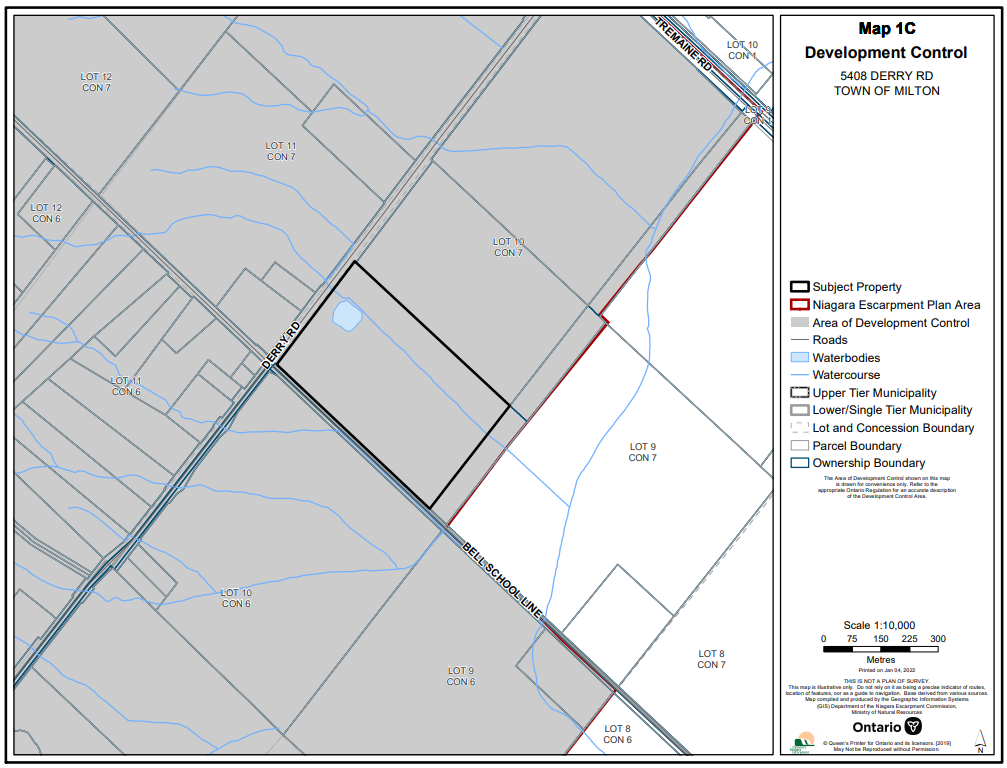 TREMAINE RD
LOT 10
CON 1
LOT 12
CON 7
LOT 9
CON 1
LOT 11
CON 7
LOT 12
CON 6
LOT 10
CON 7
DERRY RD
LOT 11
CON 6
LOT 9
CON 7
BELL SCHOOL LINE
LOT 10
CON 6
LOT 9
CON 6
LOT 8
CON 7
LOT 8
CON 6
Map 1C
Development Control
5408 DERRY RD
TOWN OF MILTON
Subject Property
Niagara Escarpment Plan Area
Area of Development Control
Roads
Waterbodies
Watercourse
Upper Tier Municipality
Lower/Single Tier Municipality
Lot and Concession Boundary
Parcel Boundary
Ownership Boundary
The Area of Development Control shown on this map
is drawn for convenience only. Refer to the
appropriate Ontario Regulation for an accurate description
of the Development Control Area.
Scale 1:10,000
0 75 150 225 300
Metres
Printed on Jan 04, 2022
THIS IS NOT A PLAN OF SURVEY.
This map is illustrative only. Do not rely on it as being a precise indicator of routes,
location of features, nor as a guide to navigation. Base derived from various sources.
Map compiled and produced by the Geographic Information Systems
(GIS) Department of the Niagara Escarpment Commission,
Ministry of Natural Resources
Ontario
© Queen's Printer for Ontario and its licensors. [2019]
May Not be Reproduced without Permission.
N